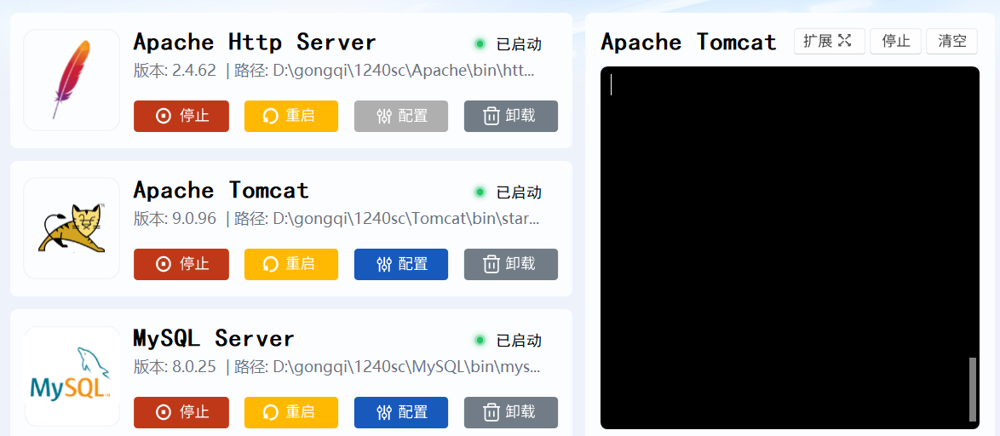 Apache Http Server 已启动
版本: 2.4.62 | 路径: D:\gongqi\1240sc\Apache\bin\htt...
停止 重启 配置 卸载
Apache Tomcat 已启动
版本: 9.0.96 | 路径: D:\gongqi\1240sc\Tomcat\bin\star...
停止 重启 配置 卸载
MySQL Server 已启动
版本: 8.0.25 | 路径: D:\gongqi\1240sc\MySQL\bin\mys...
MySQL
停止 重启 配置 卸载
Apache Tomcat 扩展 停止 清空